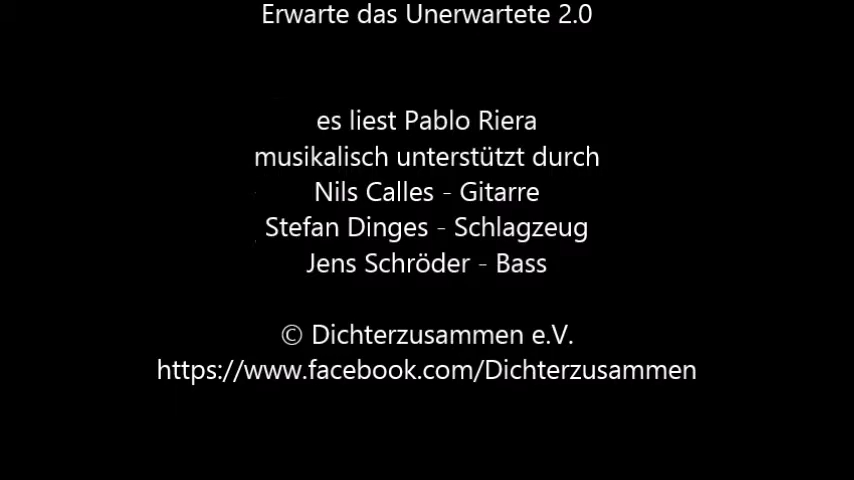 Erwarte das Unerwartete 2.0
es liest Pablo Riera
musikalisch unterstützt durch
Nils Calles - Gitarre
Stefan Dinges - Schlagzeug
Jens Schröder - Bass
© Dichterzusammen e.V.
https://www.facebook.com/Dichterzusammen